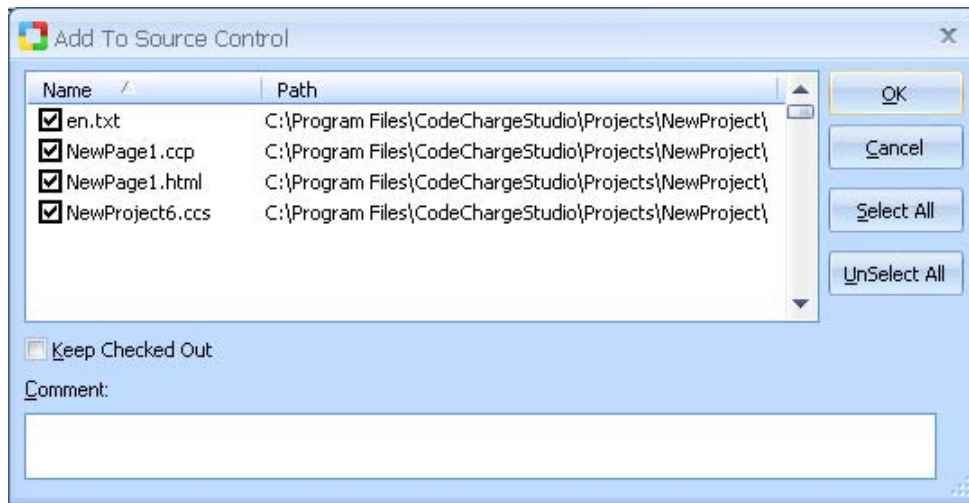 Add To Source Control
Name Path
en.txt C:\Program Files\CodeChargeStudio\Projects\NewProject\
NewPage1.ccp C:\Program Files\CodeChargeStudio\Projects\NewProject\
NewPage1.html C:\Program Files\CodeChargeStudio\Projects\NewProject\
NewProject6.ccs C:\Program Files\CodeChargeStudio\Projects\NewProject\
OK
Cancel
Select All
UnSelect All
Keep Checked Out
Comment: